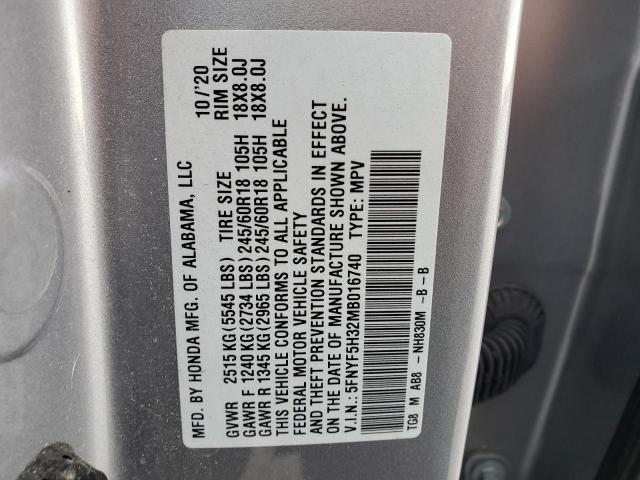 MFD. BY HONDA MFG. OF ALABAMA, LLC 10/'20
GVWR 2515 KG (5545 LBS) TIRE SIZE RIM SIZE
GAWR F 1240 KG (2734 LBS) 245/60R18 105H 18X8.0J
GAWR R 1345 KG (2965 LBS) 245/60R18 105H 18X8.0J
THIS VEHICLE CONFORMS TO ALL APPLICABLE
FEDERAL MOTOR VEHICLE SAFETY
AND THEFT PREVENTION STANDARDS IN EFFECT
ON THE DATE OF MANUFACTURE SHOWN ABOVE.
V.I.N.: 5FNYF5H32MB016740 TYPE: MPV
TG8 M AB8 - NH830M -B - B